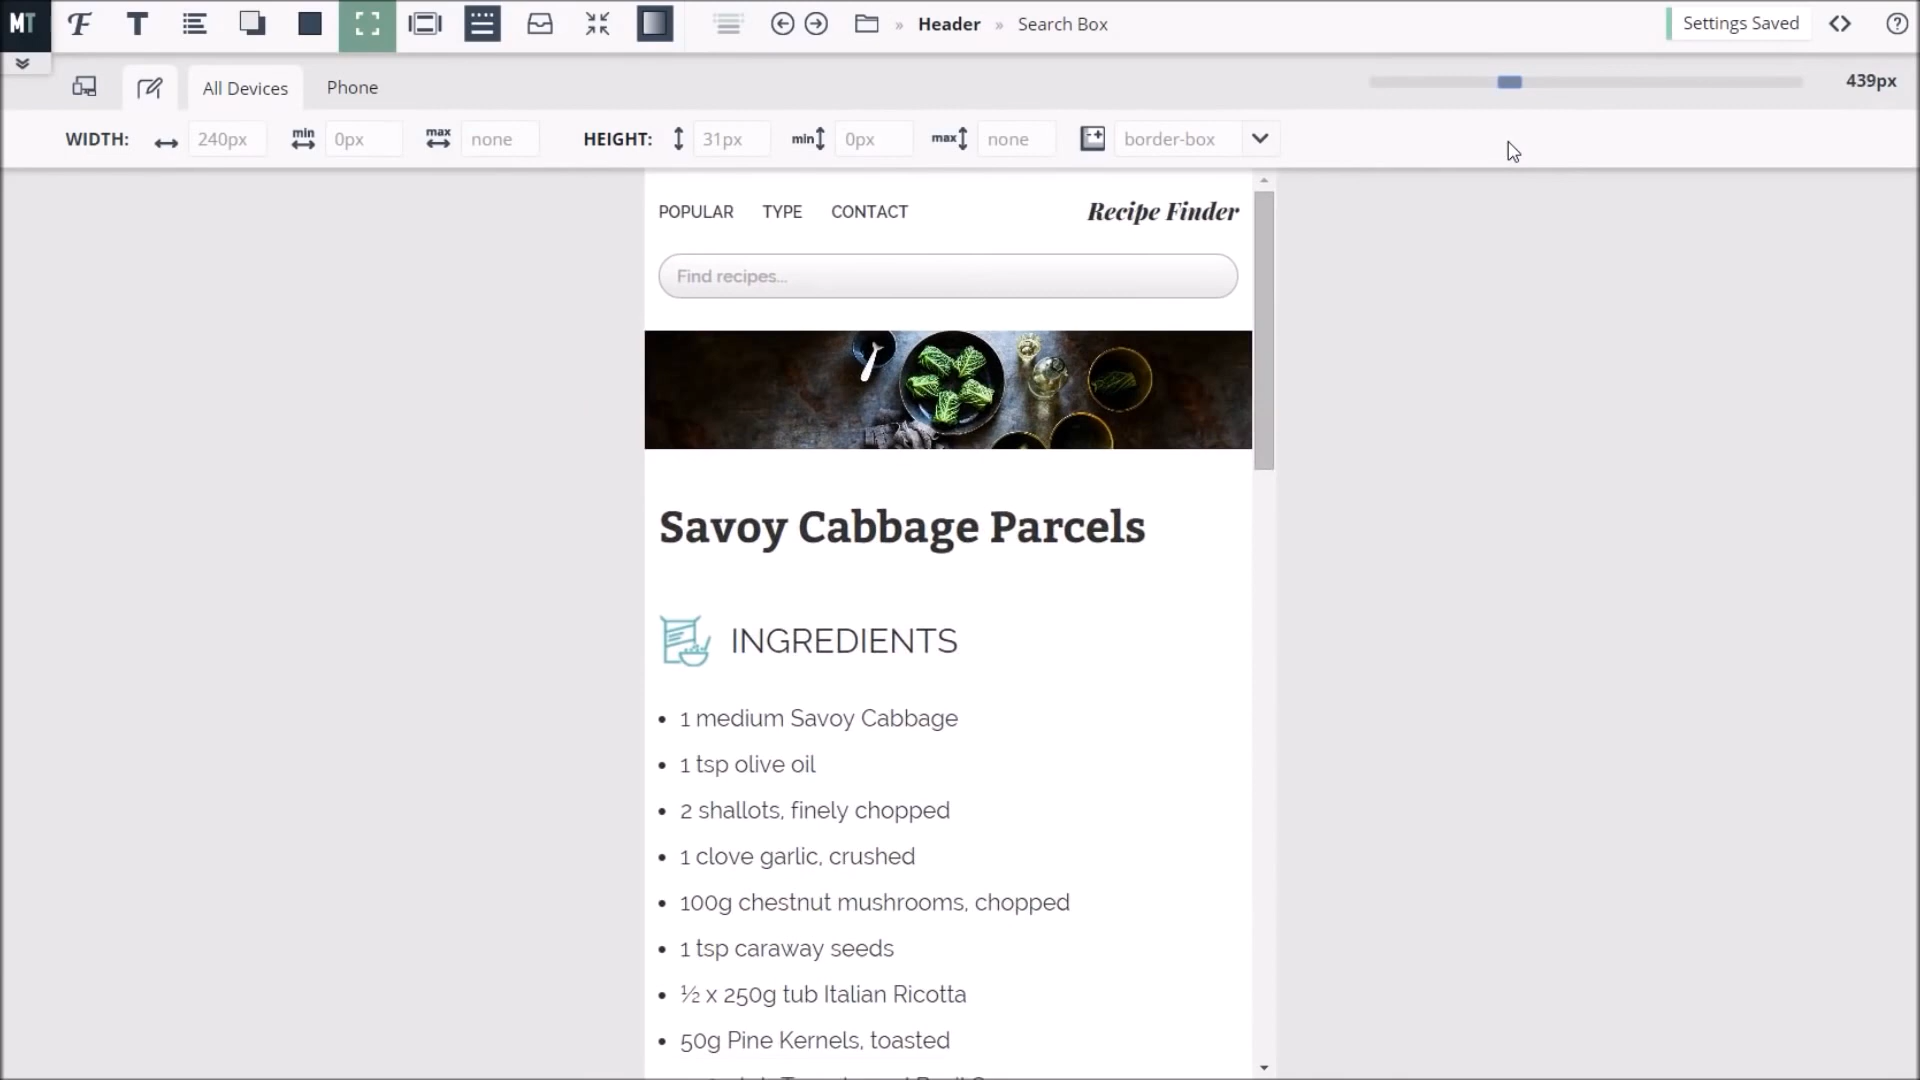 MT F T » Header » Search Box Settings Saved
All Devices Phone 439px
WIDTH: 240px min 0px max none HEIGHT: 31px min 0px max none border-box
POPULAR TYPE CONTACT Recipe Finder
Find recipes...
Savoy Cabbage Parcels
INGREDIENTS
• 1 medium Savoy Cabbage
• 1 tsp olive oil
• 2 shallots, finely chopped
• 1 clove garlic, crushed
• 100g chestnut mushrooms, chopped
• 1 tsp caraway seeds
• ½ x 250g tub Italian Ricotta
• 50g Pine Kernels, toasted